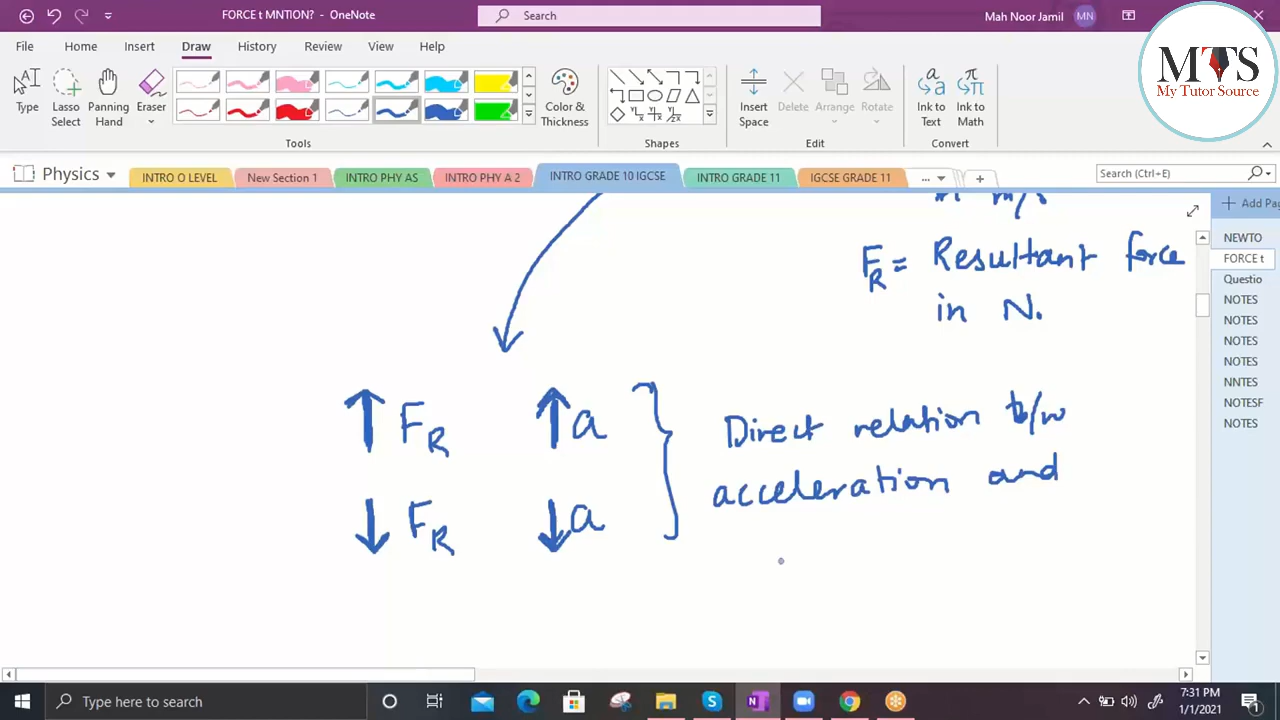 FORCE t MNTION? - OneNote
Search
Mah Noor Jamil
MN
MTS
My Tutor Source
File
Home
Insert
Draw
History
Review
View
Help
Type
Lasso Select
Panning Hand
Eraser
Color & Thickness
Insert Space
Delete
Arrange
Rotate
Ink to Text
Ink to Math
Tools
Shapes
Edit
Convert
Physics
INTRO O LEVEL
New Section 1
INTRO PHY AS
INTRO PHY A 2
INTRO GRADE 10 IGCSE
INTRO GRADE 11
IGCSE GRADE 11
...
Search (Ctrl+E)
Add Pag
NEWTO
FORCE t
Questio
NOTES
NOTES
NOTES
NOTES
NNTES
NOTESF
NOTES
F_R = Resultant force
in N.
↑ F_R ↑ a
↓ F_R ↓ a
Direct relation b/w
acceleration and
Type here to search
7:31 PM
1/1/2021